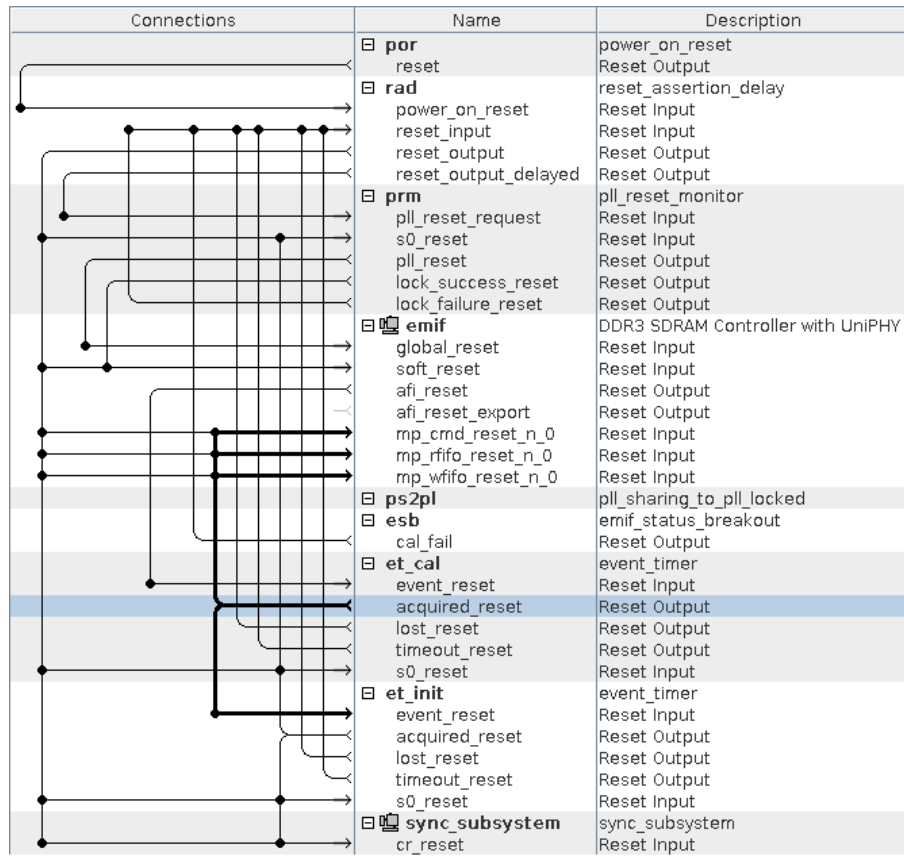 Connections Name Description
por power_on_reset
reset Reset Output
rad reset_assertion_delay
power_on_reset Reset Input
reset_input Reset Input
reset_output Reset Output
reset_output_delayed Reset Output
prm pll_reset_monitor
pll_reset_request Reset Input
s0_reset Reset Input
pll_reset Reset Output
lock_success_reset Reset Output
lock_failure_reset Reset Output
emif DDR3 SDRAM Controller with UniPHY
global_reset Reset Input
soft_reset Reset Input
afi_reset Reset Output
afi_reset_export Reset Output
mp_cmd_reset_n_0 Reset Input
mp_rfifo_reset_n_0 Reset Input
mp_wfifo_reset_n_0 Reset Input
ps2pl pll_sharing_to_pll_locked
esb emif_status_breakout
cal_fail Reset Output
et_cal event_timer
event_reset Reset Input
acquired_reset Reset Output
lost_reset Reset Output
timeout_reset Reset Output
s0_reset Reset Input
et_init event_timer
event_reset Reset Input
acquired_reset Reset Output
lost_reset Reset Output
timeout_reset Reset Output
s0_reset Reset Input
sync_subsystem sync_subsystem
cr_reset Reset Input